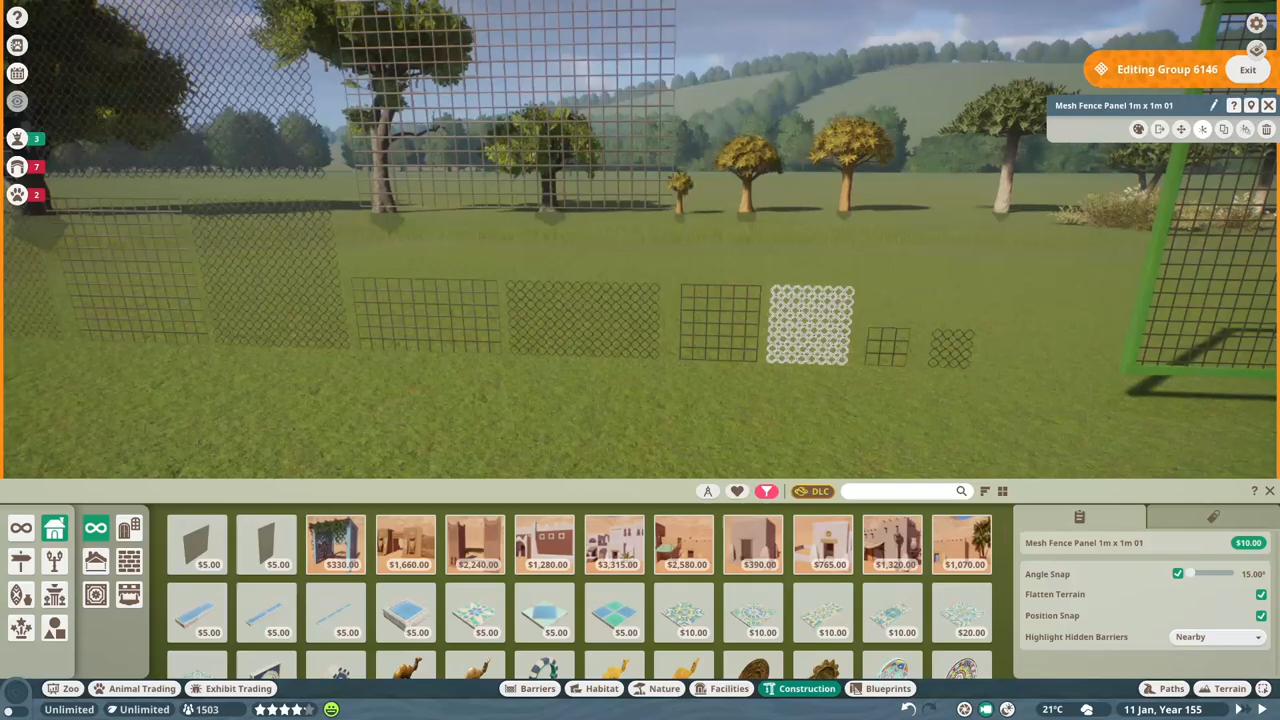 Editing Group 6146
Exit
Mesh Fence Panel 1m x 1m 01
3
7
2
DLC
$5.00
$5.00
$330.00
$1,660.00
$2,240.00
$1,280.00
$3,315.00
$2,580.00
$390.00
$765.00
$1,320.00
$1,070.00
$5.00
$5.00
$5.00
$5.00
$5.00
$5.00
$5.00
$10.00
$10.00
$10.00
$10.00
$20.00
Mesh Fence Panel 1m x 1m 01
$10.00
Angle Snap
15.00°
Flatten Terrain
Position Snap
Highlight Hidden Barriers
Nearby
Zoo
Animal Trading
Exhibit Trading
Barriers
Habitat
Nature
Facilities
Construction
Blueprints
Paths
Terrain
Unlimited
Unlimited
1503
21°C
11 Jan, Year 155